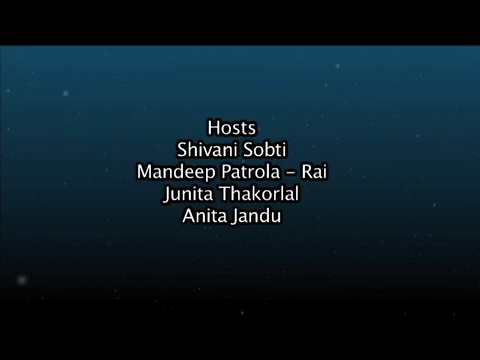 Hosts
Shivani Sobti
Mandeep Patrola - Rai
Junita Thakorlal
Anita Jandu